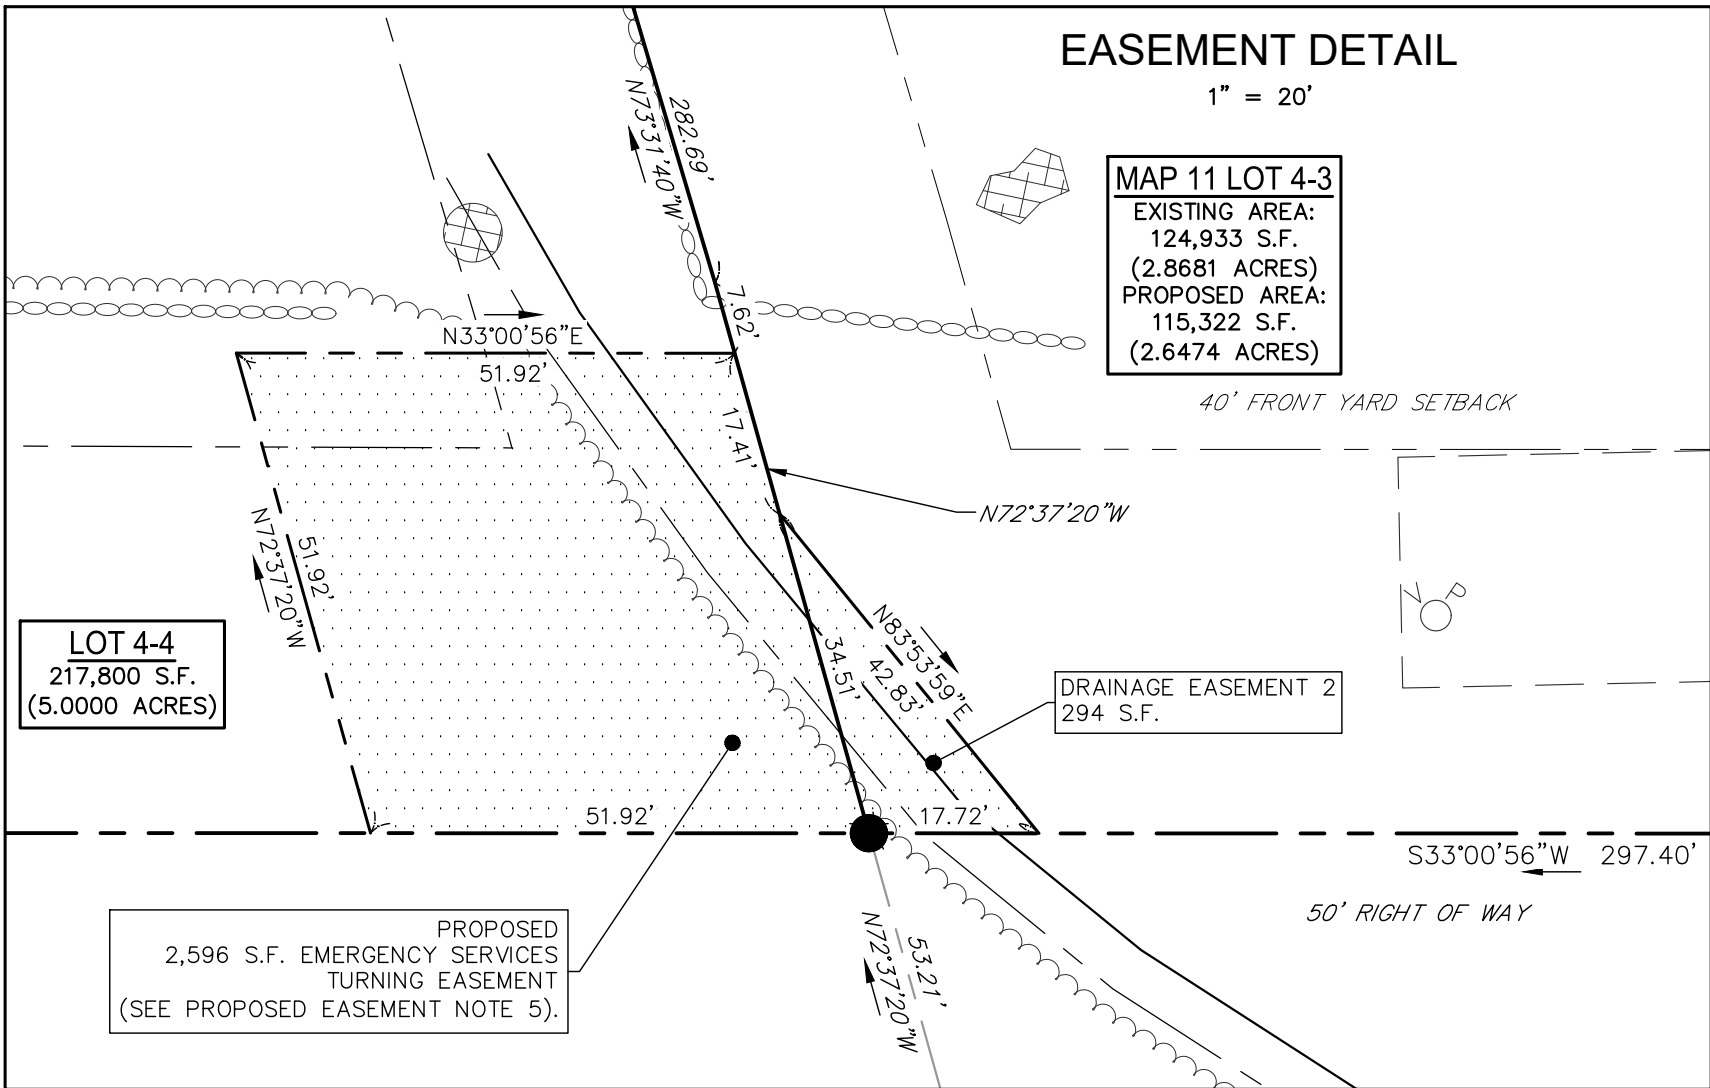 EASEMENT DETAIL
1" = 20'
282.69'
N73°31'40"W
MAP 11 LOT 4-3
EXISTING AREA:
124,933 S.F.
(2.8681 ACRES)
PROPOSED AREA:
115,322 S.F.
(2.6474 ACRES)
7.62'
N33°00'56"E
51.92'
40' FRONT YARD SETBACK
17.41'
N72°37'20"W
51.92'
N72°37'20"W
VP
LOT 4-4
217,800 S.F.
(5.0000 ACRES)
N83°53'59"E
42.83'
34.51'
DRAINAGE EASEMENT 2
294 S.F.
51.92'
17.72'
S33°00'56"W 297.40'
50' RIGHT OF WAY
PROPOSED
2,596 S.F. EMERGENCY SERVICES
TURNING EASEMENT
(SEE PROPOSED EASEMENT NOTE 5).
53.21'
N72°37'20"W